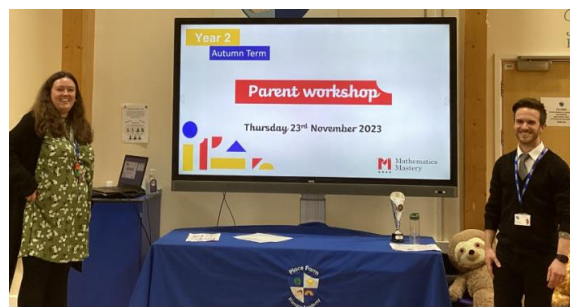 Year 2
Autumn Term
Parent workshop
Thursday 23rd November 2023
Mathematics
Mastery
Place Farm